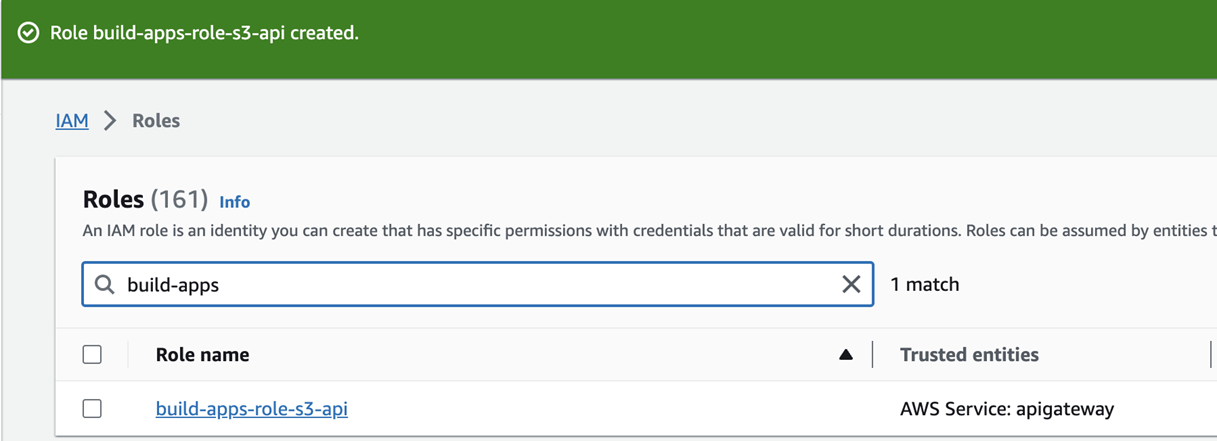 Role build-apps-role-s3-api created.
IAM > Roles
Roles (161) Info
An IAM role is an identity you can create that has specific permissions with credentials that are valid for short durations. Roles can be assumed by entities t
build-apps 1 match
Role name Trusted entities
build-apps-role-s3-api AWS Service: apigateway